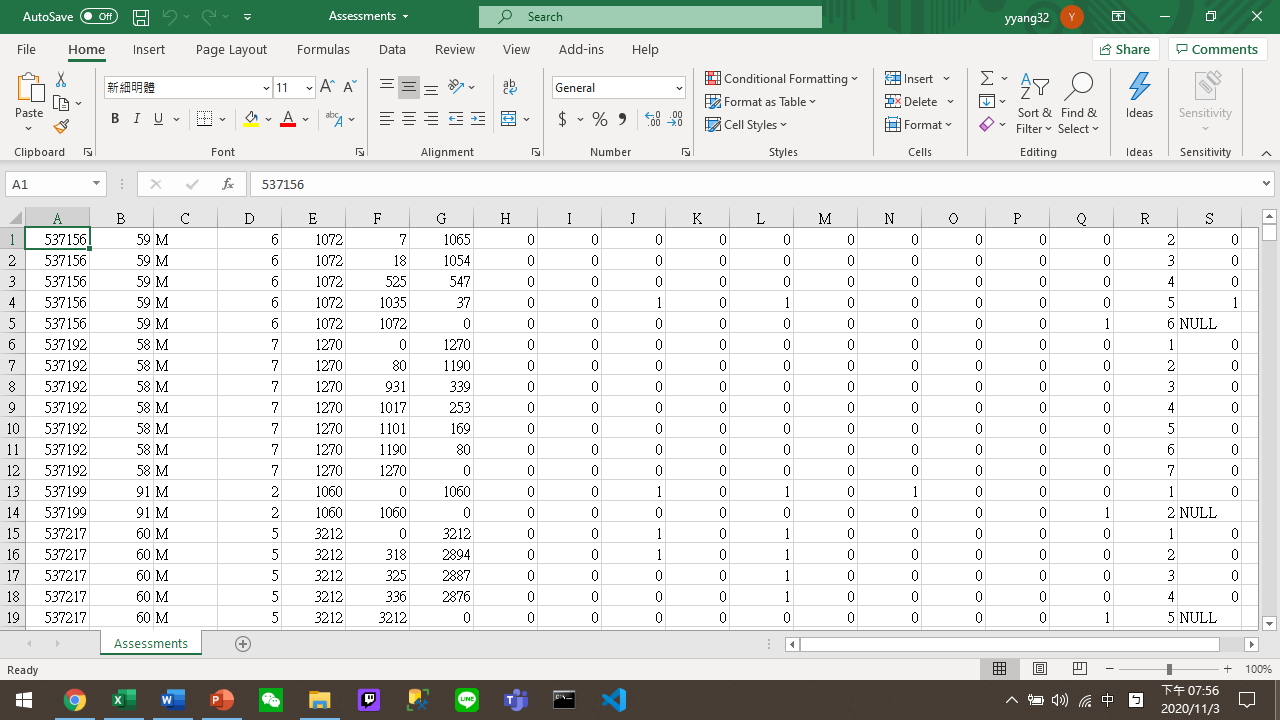 AutoSave Off Assessments Search yyang32 Y
File Home Insert Page Layout Formulas Data Review View Add-ins Help Share Comments
新細明體 11 General Conditional Formatting Insert
Paste Format as Table Delete Sort & Find & Ideas Sensitivity
B I U $ % Cell Styles Format Filter Select
Clipboard Font Alignment Number Styles Cells Editing Ideas Sensitivity
A1 fx 537156
A B C D E F G H I J K L M N O P Q R S
1 537156 59 M 6 1072 7 1065 0 0 0 0 0 0 0 0 0 0 2 0
2 537156 59 M 6 1072 18 1054 0 0 0 0 0 0 0 0 0 0 3 0
3 537156 59 M 6 1072 525 547 0 0 0 0 0 0 0 0 0 0 4 0
4 537156 59 M 6 1072 1035 37 0 0 1 0 1 0 0 0 0 0 5 1
5 537156 59 M 6 1072 1072 0 0 0 0 0 0 0 0 0 0 1 6 NULL
6 537192 58 M 7 1270 0 1270 0 0 0 0 0 0 0 0 0 0 1 0
7 537192 58 M 7 1270 80 1190 0 0 0 0 0 0 0 0 0 0 2 0
8 537192 58 M 7 1270 931 339 0 0 0 0 0 0 0 0 0 0 3 0
9 537192 58 M 7 1270 1017 253 0 0 0 0 0 0 0 0 0 0 4 0
10 537192 58 M 7 1270 1101 169 0 0 0 0 0 0 0 0 0 0 5 0
11 537192 58 M 7 1270 1190 80 0 0 0 0 0 0 0 0 0 0 6 0
12 537192 58 M 7 1270 1270 0 0 0 0 0 0 0 0 0 0 0 7 0
13 537199 91 M 2 1060 0 1060 0 0 1 0 1 0 1 0 0 0 1 0
14 537199 91 M 2 1060 1060 0 0 0 0 0 0 0 0 0 0 1 2 NULL
15 537217 60 M 5 3212 0 3212 0 0 1 0 1 0 0 0 0 0 1 0
16 537217 60 M 5 3212 318 2894 0 0 1 0 1 0 0 0 0 0 2 0
17 537217 60 M 5 3212 325 2887 0 0 0 0 1 0 0 0 0 0 3 0
18 537217 60 M 5 3212 336 2876 0 0 0 0 1 0 0 0 0 0 4 0
19 537217 60 M 5 3212 3212 0 0 0 0 0 0 0 0 0 0 1 5 NULL
Assessments
Ready 100%
中 下午 07:56
2020/11/3